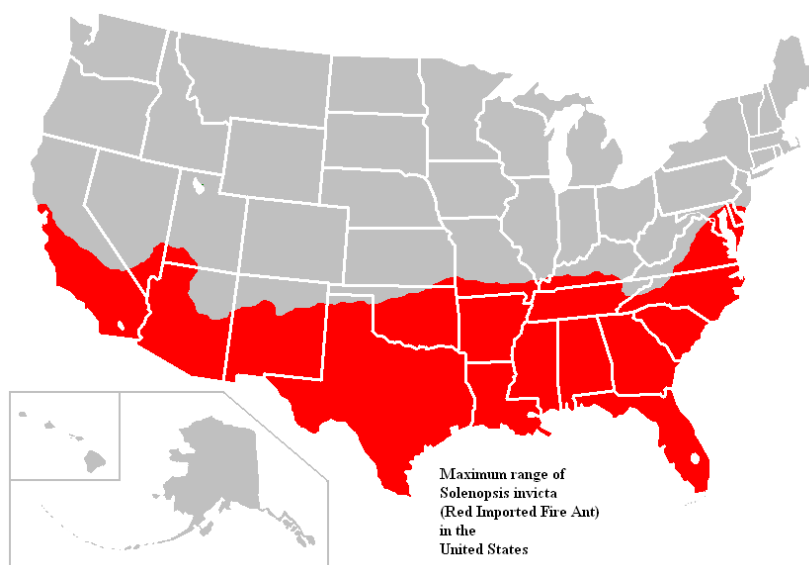 Maximum range of
Solenopsis invicta
(Red Imported Fire Ant)
in the
United States